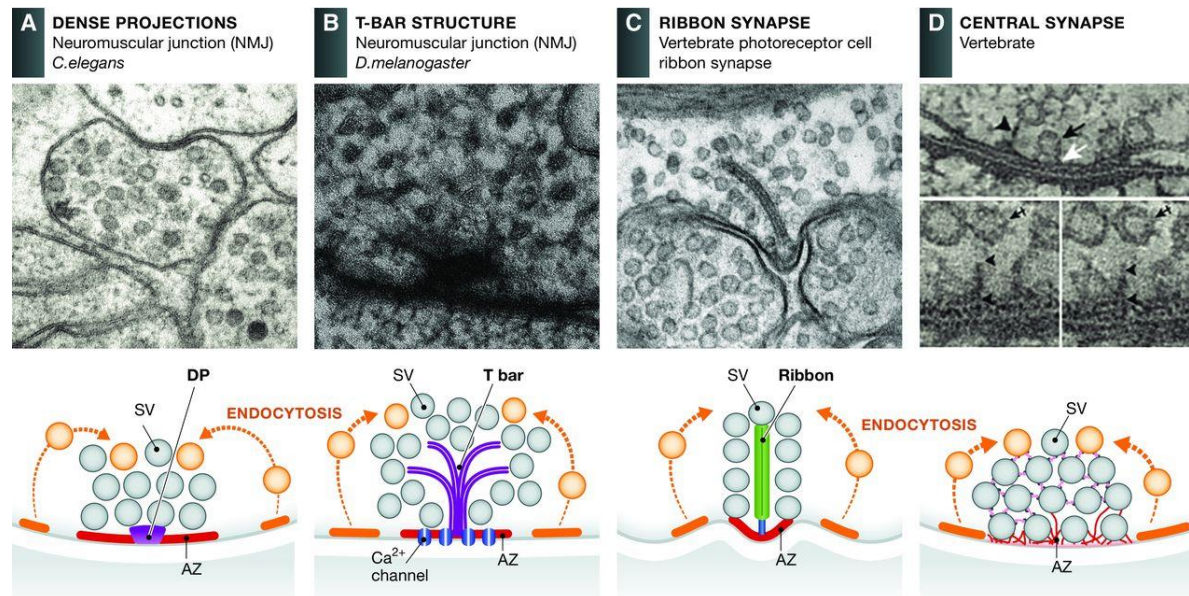 A
DENSE PROJECTIONS
Neuromuscular junction (NMJ)
C.elegans
B
T-BAR STRUCTURE
Neuromuscular junction (NMJ)
D.melanogaster
C
RIBBON SYNAPSE
Vertebrate photoreceptor cell
ribbon synapse
D
CENTRAL SYNAPSE
Vertebrate
DP
SV
ENDOCYTOSIS
AZ
SV
T bar
Ca2+
channel
AZ
SV
Ribbon
ENDOCYTOSIS
AZ
SV
AZ